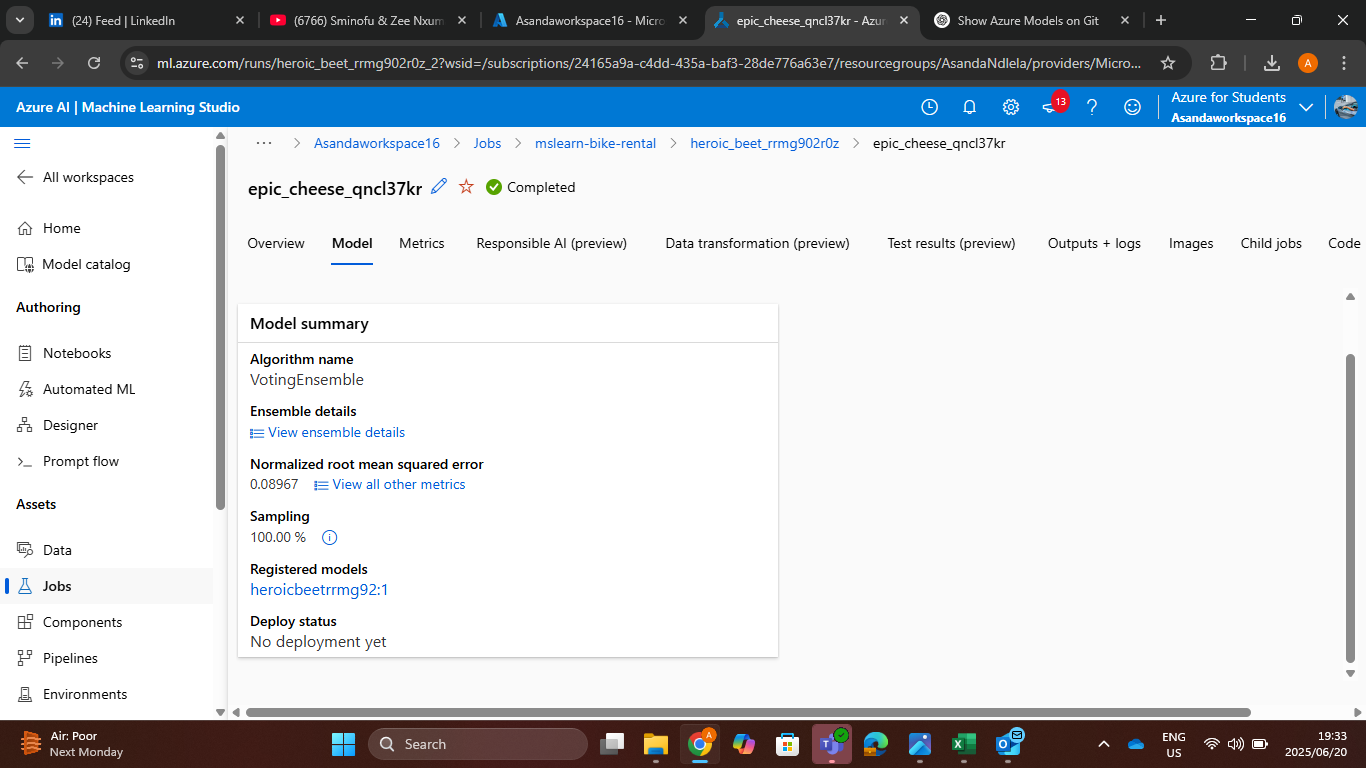 (24) Feed | LinkedIn
(6766) Sminofu & Zee Nxum
Asandaworkspace16 - Micro
epic_cheese_qncl37kr - Azur
Show Azure Models on Git
ml.azure.com/runs/heroic_beet_rrmg902r0z_2?wsid=/subscriptions/24165a9a-c4dd-435a-baf3-28de776a63e7/resourcegroups/AsandaNdlela/providers/Micro...
A
Azure AI | Machine Learning Studio
13
Azure for Students
Asandaworkspace16
All workspaces
Home
Model catalog
Authoring
Notebooks
Automated ML
Designer
Prompt flow
Assets
Data
Jobs
Components
Pipelines
Environments
... > Asandaworkspace16 > Jobs > mslearn-bike-rental > heroic_beet_rrmg902r0z > epic_cheese_qncl37kr
epic_cheese_qncl37kr Completed
Overview Model Metrics Responsible AI (preview) Data transformation (preview) Test results (preview) Outputs + logs Images Child jobs Code
Model summary
Algorithm name
VotingEnsemble
Ensemble details
View ensemble details
Normalized root mean squared error
0.08967 View all other metrics
Sampling
100.00 %
Registered models
heroicbeetrrmg92:1
Deploy status
No deployment yet
Air: Poor
Next Monday
Search
A
ENG
US
19:33
2025/06/20